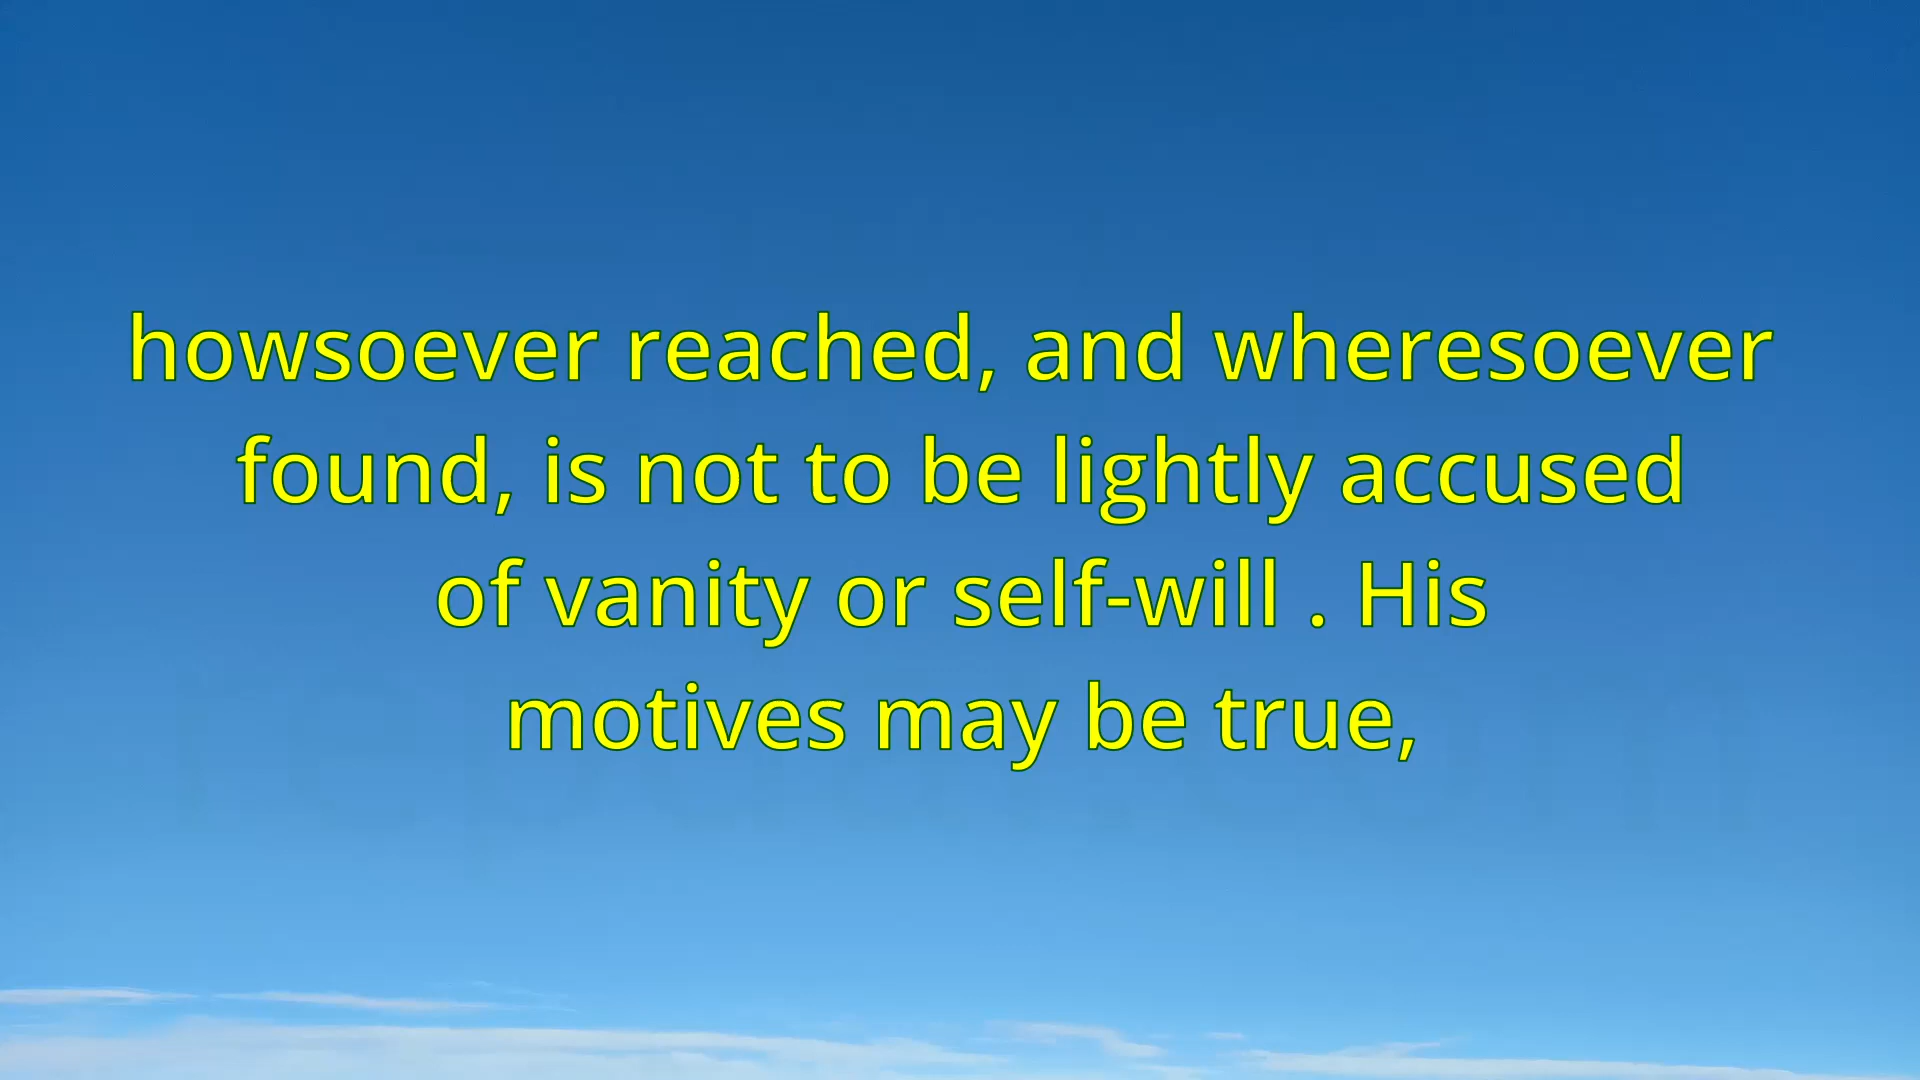 howsoever reached, and wheresoever
found, is not to be lightly accused
of vanity or self-will . His
motives may be true,